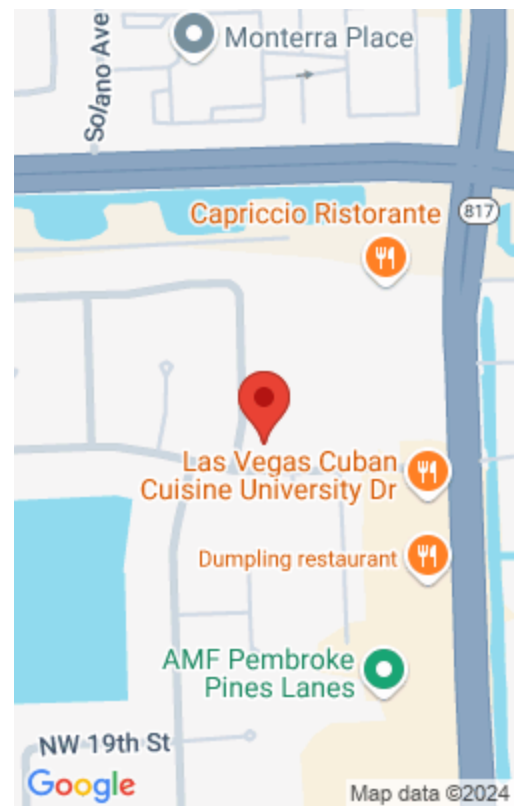 Monterra Place
Solano Ave
Capriccio Ristorante
817
Las Vegas Cuban
Cuisine University Dr
Dumpling restaurant
AMF Pembroke
Pines Lanes
NW 19th St
Google
Map data ©2024